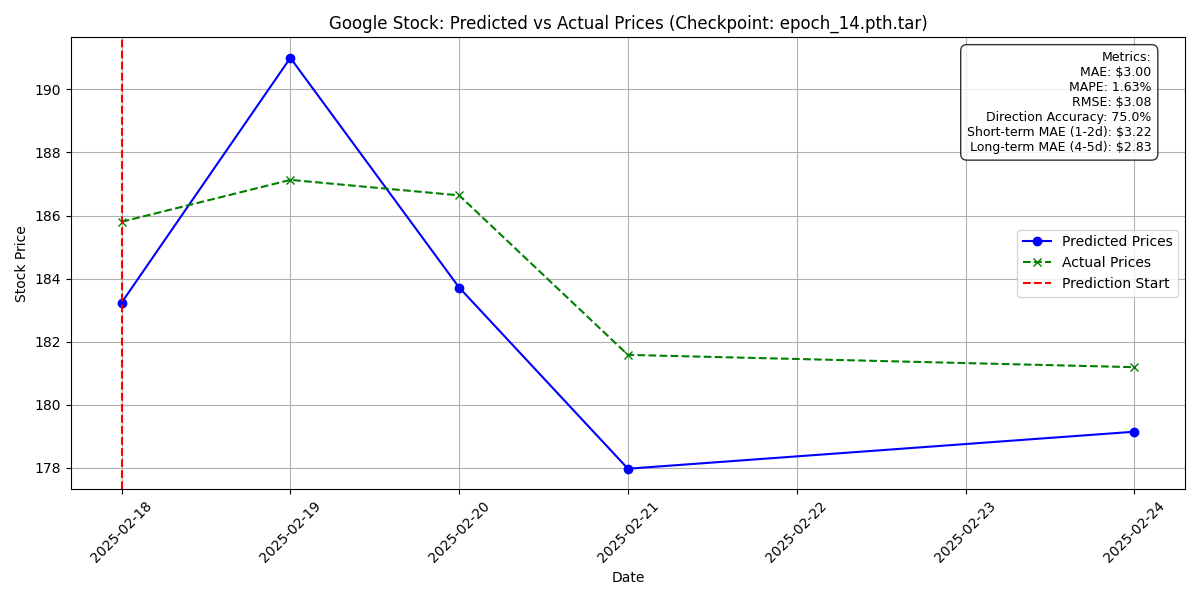 Google Stock: Predicted vs Actual Prices (Checkpoint: epoch_14.pth.tar)
Metrics:
MAE: $3.00
MAPE: 1.63%
RMSE: $3.08
Direction Accuracy: 75.0%
Short-term MAE (1-2d): $3.22
Long-term MAE (4-5d): $2.83
Predicted Prices
Actual Prices
Prediction Start
Stock Price
190
188
186
184
182
180
178
2025-02-18
2025-02-19
2025-02-20
2025-02-21
2025-02-22
2025-02-23
2025-02-24
Date